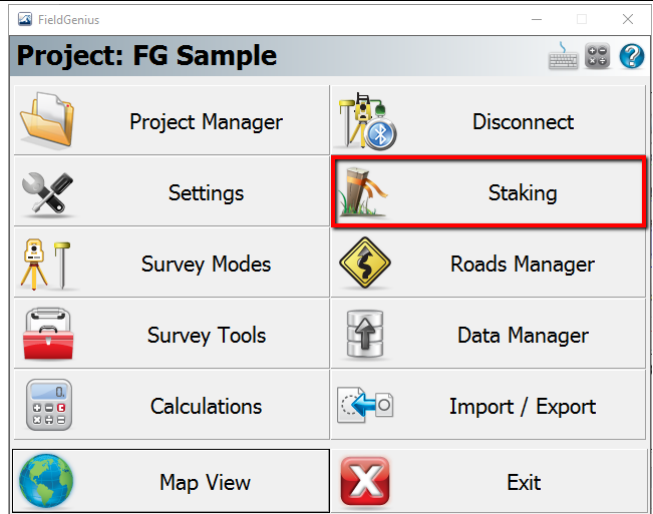 FieldGenius
Project: FG Sample
Project Manager
Disconnect
Settings
Staking
Survey Modes
Roads Manager
Survey Tools
Data Manager
Calculations
Import / Export
Map View
Exit